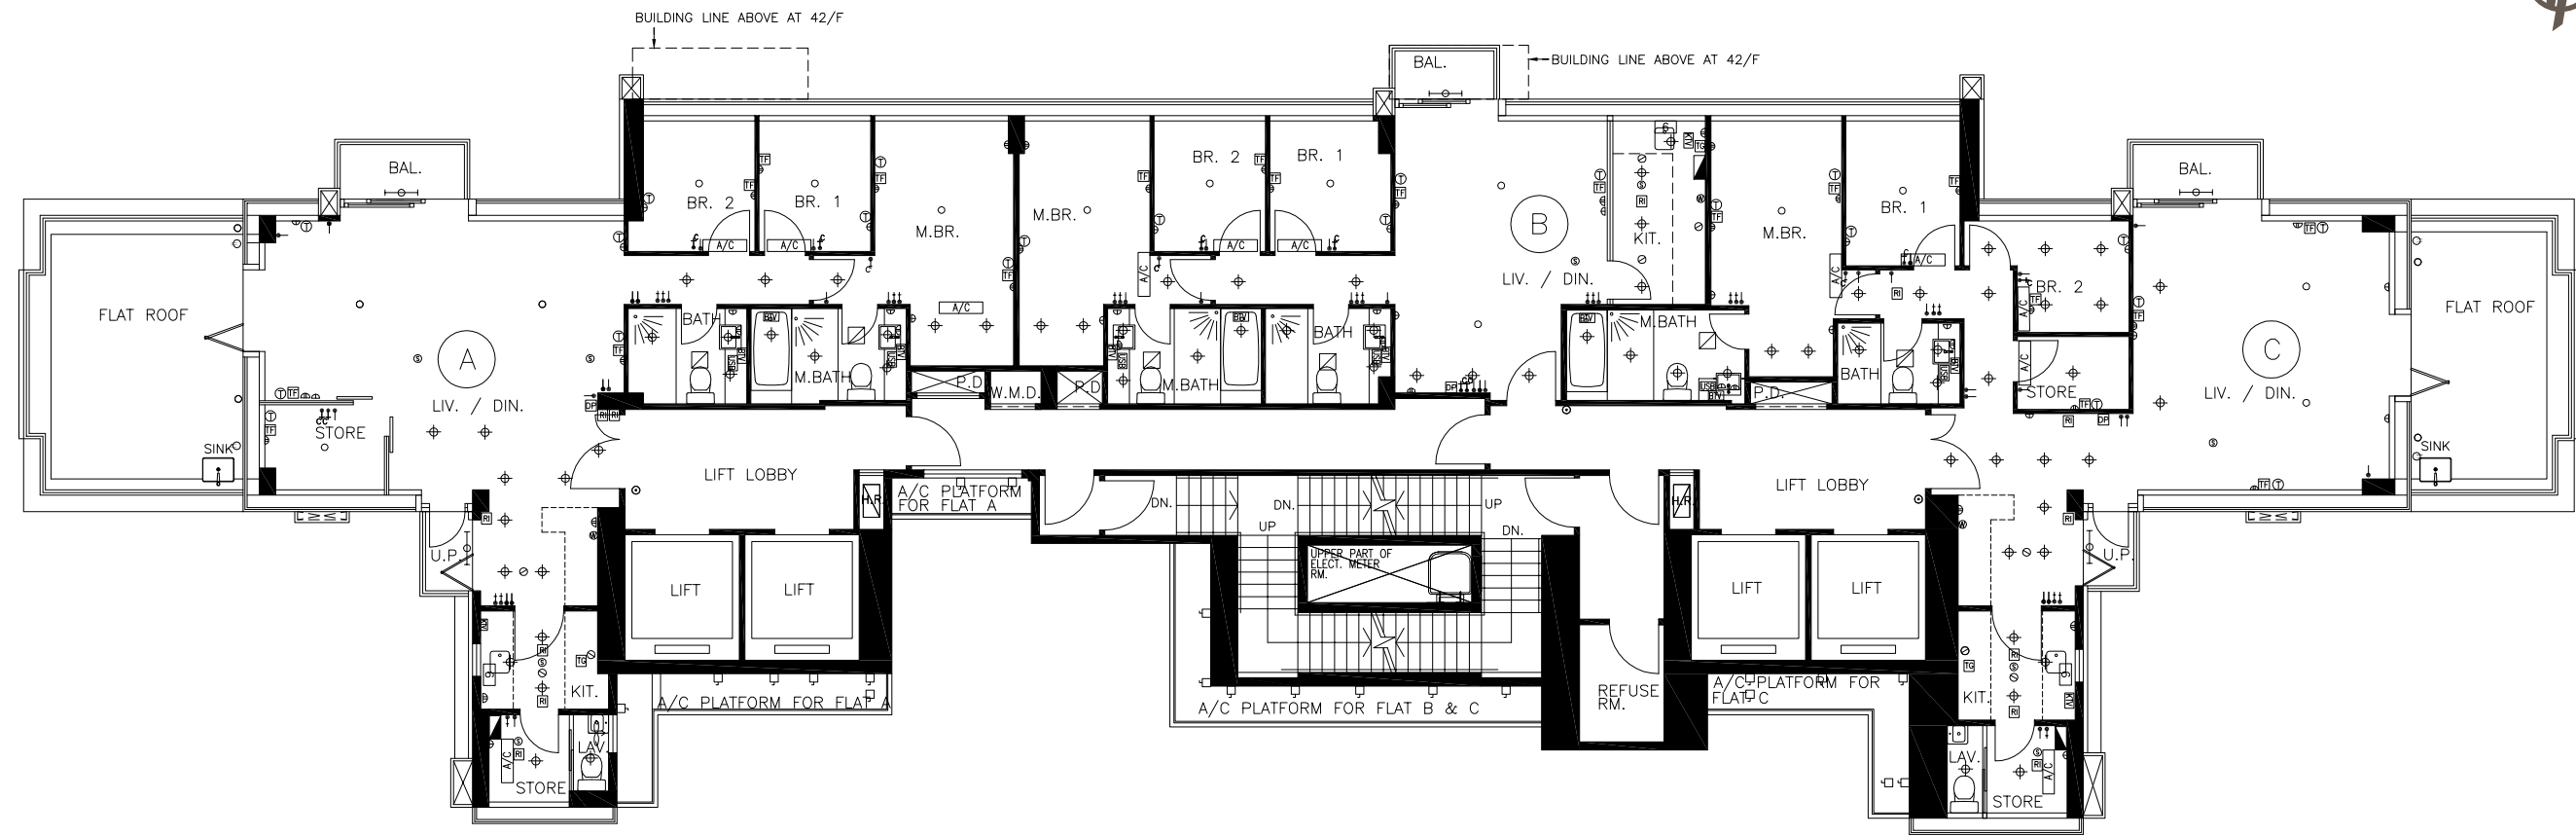 BUILDING LINE ABOVE AT 42/F
BAL.
BUILDING LINE ABOVE AT 42/F
BAL.
BAL.
BR. 2
BR. 1
M.BR.
M.BR.
BR. 2
BR. 1
B
LIV. / DIN.
KIT.
M.BR.
BR. 1
BR. 2
FLAT ROOF
FLAT ROOF
A
LIV. / DIN.
C
LIV. / DIN.
BATH
M.BATH
M.BATH
BATH
M.BATH
BATH
STORE
STORE
SINK
SINK
P.D
W.M.D.
P.D
P.D.
LIFT LOBBY
H.R
A/C PLATFORM
FOR FLAT A
DN.
UP
DN.
UP
DN.
UPPER PART OF
ELECT. METER
RM.
H.R
LIFT LOBBY
U.P.
U.P.
LIFT
LIFT
LIFT
LIFT
KIT.
KIT.
A/C PLATFORM FOR FLAT A
A/C PLATFORM FOR FLAT B & C
REFUSE
RM.
A/C PLATFORM FOR
FLAT C
LAV.
STORE
LAV.
STORE
A/C
A/C
A/C
A/C
A/C
A/C
A/C
A/C
A/C
A/C
A/C
A/C